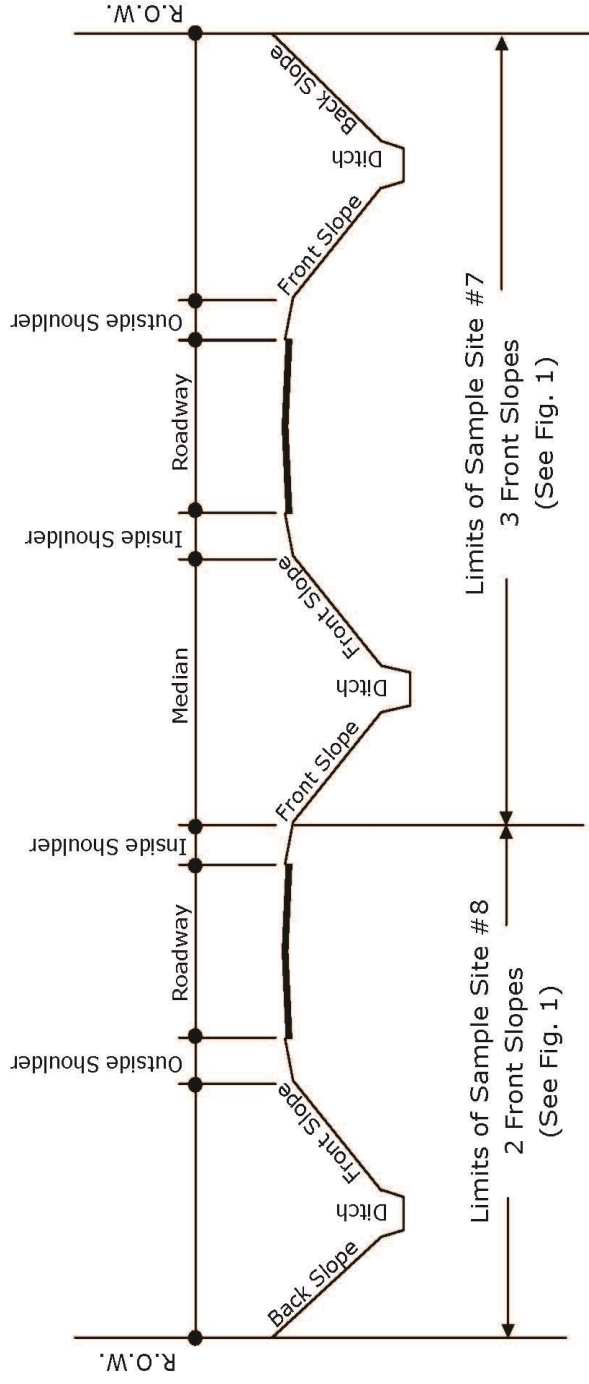 R.O.W.
Outside Shoulder
Roadway
Inside Shoulder
Median
Inside Shoulder
Roadway
Outside Shoulder
R.O.W.
Back Slope
Ditch
Front Slope
Front Slope
Ditch
Front Slope
Front Slope
Ditch
Back Slope
Limits of Sample Site #8
2 Front Slopes
(See Fig. 1)
Limits of Sample Site #7
3 Front Slopes
(See Fig. 1)